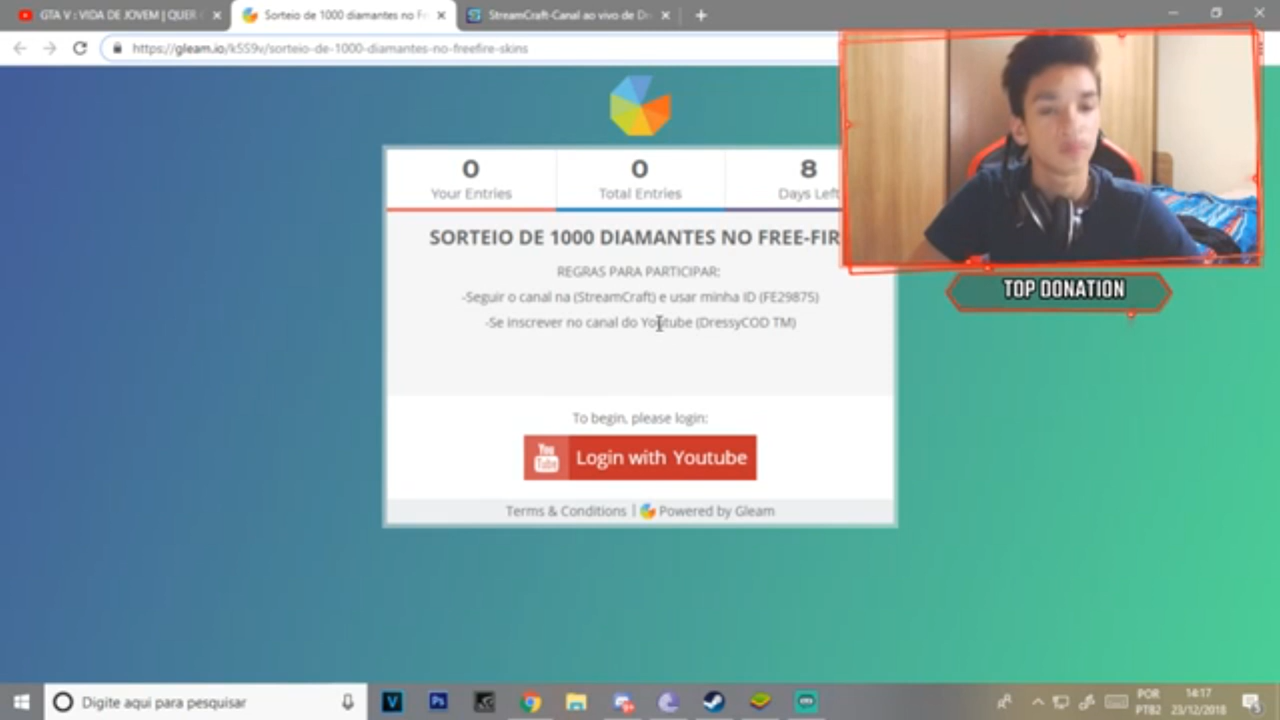 GTA V : VIDA DE JOVEM | QUER
Sorteio de 1000 diamantes no F
StreamCraft-Canal ao vivo de D
https://gleam.io/k5S9v/sorteio-de-1000-diamantes-no-freefire-skins
0
Your Entries
0
Total Entries
8
Days Left
SORTEIO DE 1000 DIAMANTES NO FREE-FIR
REGRAS PARA PARTICIPAR:
-Seguir o canal na (StreamCraft) e usar minha ID (FE29875)
-Se inscrever no canal do Youtube (DressyCOD TM)
TOP DONATION
To begin, please login:
You Tube
Login with Youtube
Terms & Conditions | Powered by Gleam
Digite aqui para pesquisar
V
Ps
POR
PTB2
14:17
23/12/2018